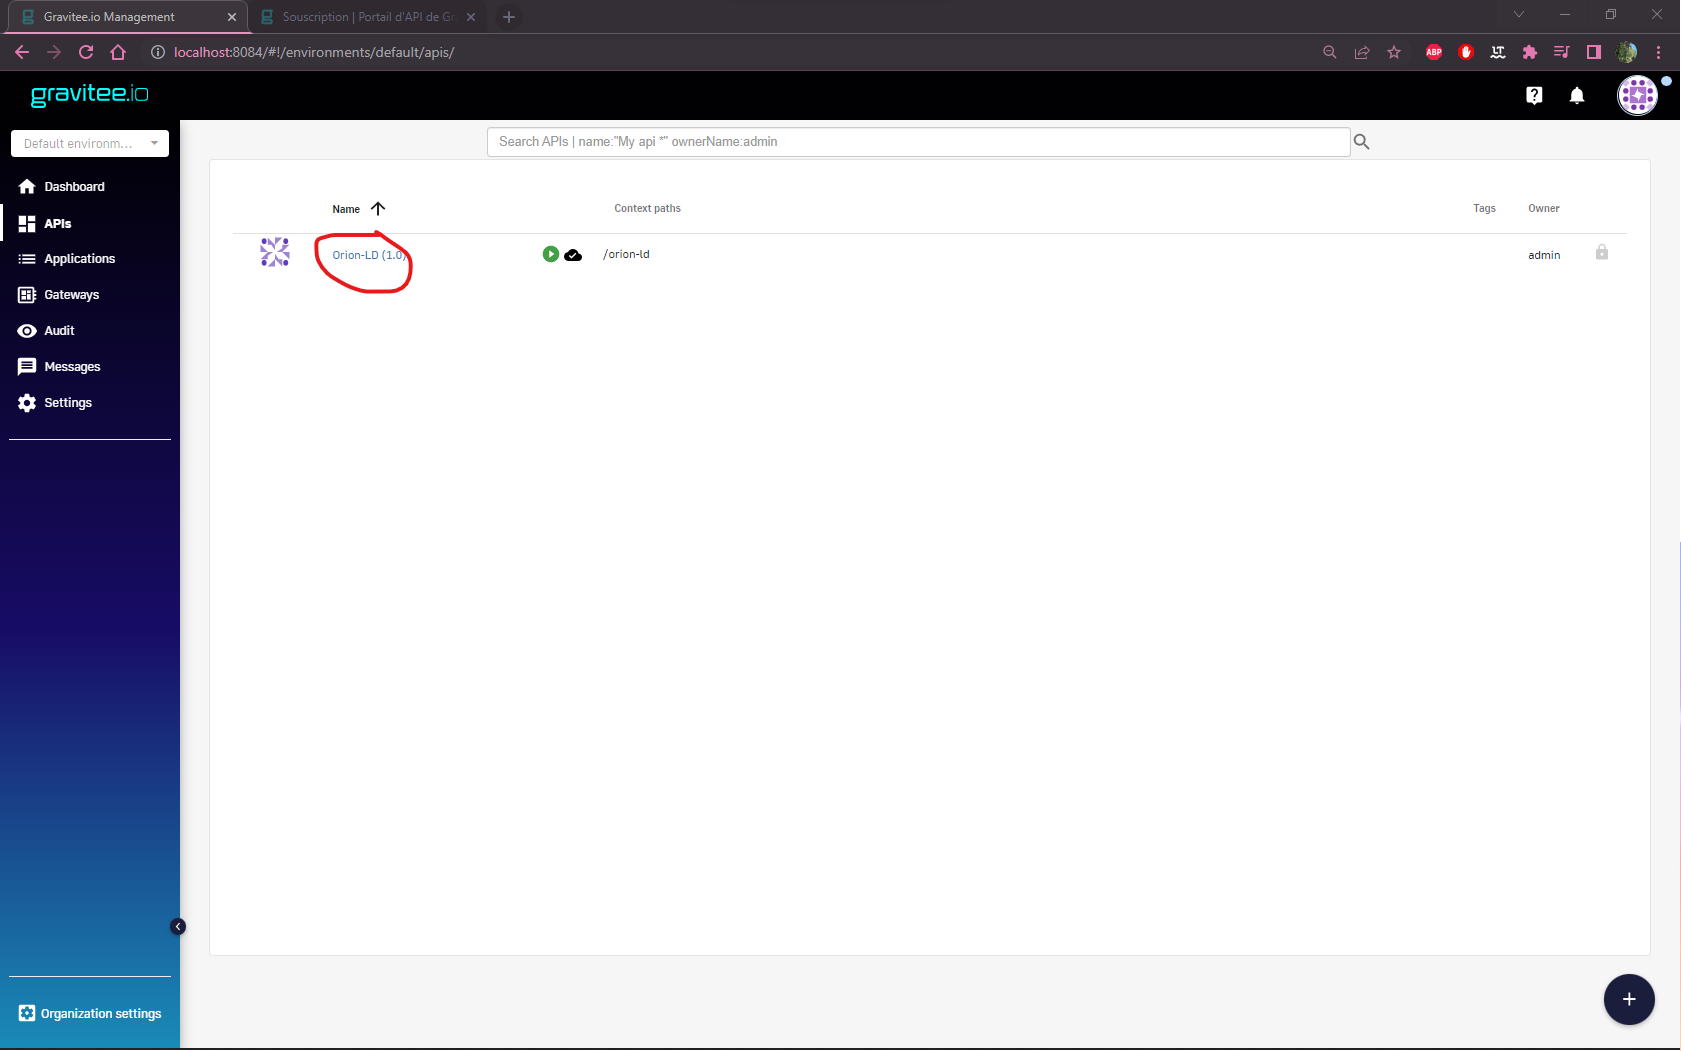 Gravitee.io Management
Souscription | Portail d'API de Gr
localhost:8084/#!/environments/default/apis/
ABP
LT
gravitee.io
Default environm...
Search APIs | name:"My api *" ownerName:admin
Dashboard
APIs
Applications
Gateways
Audit
Messages
Settings
Organization settings
Name
Context paths
Tags
Owner
Orion-LD (1.0)
/orion-ld
admin